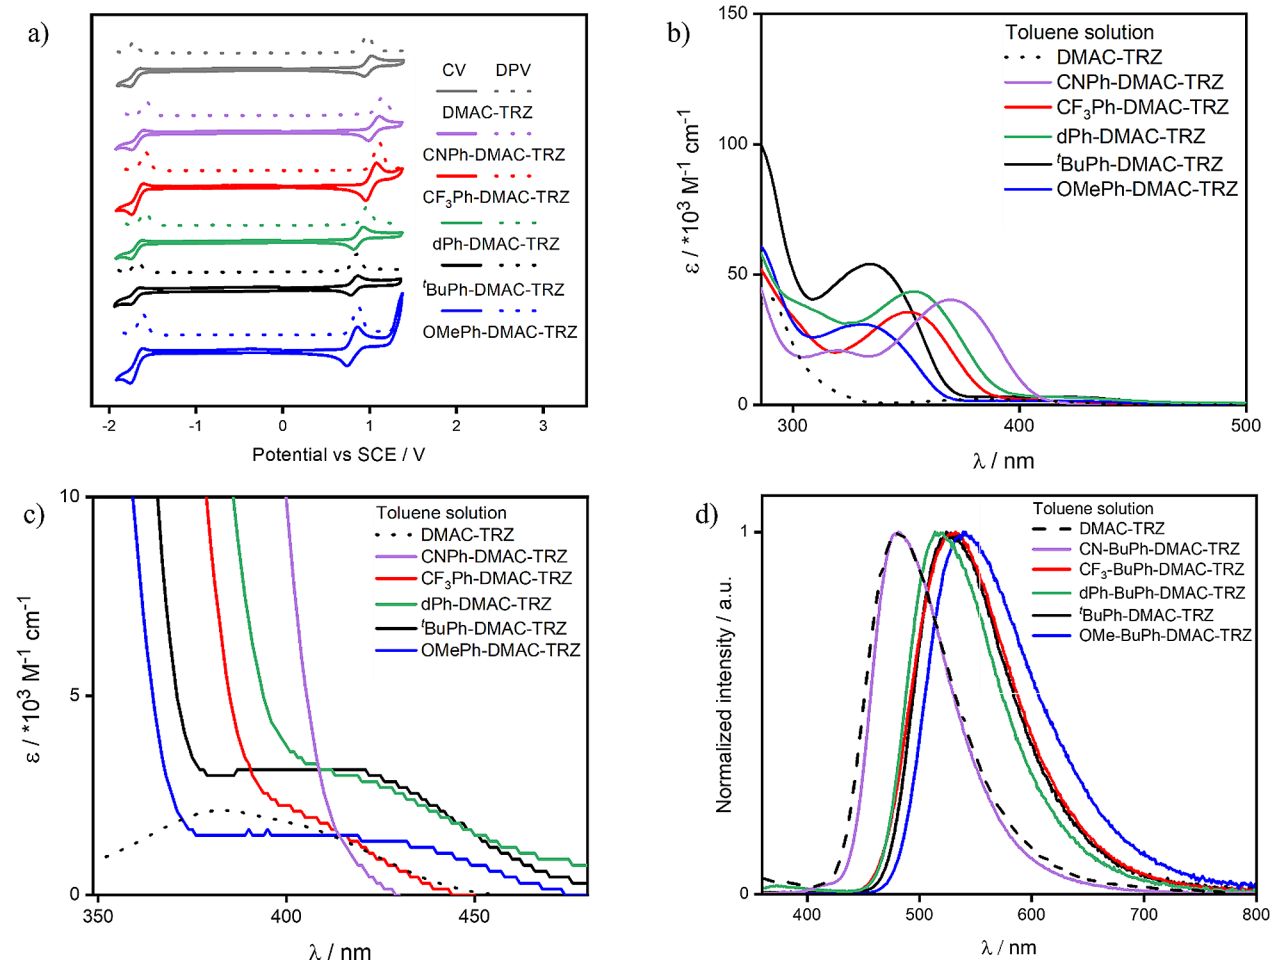 a)
CV DPV
DMAC-TRZ
CNPh-DMAC-TRZ
CF3Ph-DMAC-TRZ
dPh-DMAC-TRZ
tBuPh-DMAC-TRZ
OMePh-DMAC-TRZ
-2 -1 0 1 2 3
Potential vs SCE / V
b)
150
100
50
0
ε / *10³ M⁻¹ cm⁻¹
Toluene solution
DMAC-TRZ
CNPh-DMAC-TRZ
CF3Ph-DMAC-TRZ
dPh-DMAC-TRZ
tBuPh-DMAC-TRZ
OMePh-DMAC-TRZ
300 400 500
λ / nm
c)
10
5
0
ε / *10³ M⁻¹ cm⁻¹
Toluene solution
DMAC-TRZ
CNPh-DMAC-TRZ
CF3Ph-DMAC-TRZ
dPh-DMAC-TRZ
tBuPh-DMAC-TRZ
OMePh-DMAC-TRZ
350 400 450
λ / nm
d)
1
0
Normalized intensity / a.u.
Toluene solution
DMAC-TRZ
CN-BuPh-DMAC-TRZ
CF3-BuPh-DMAC-TRZ
dPh-BuPh-DMAC-TRZ
tBuPh-DMAC-TRZ
OMe-BuPh-DMAC-TRZ
400 500 600 700 800
λ / nm